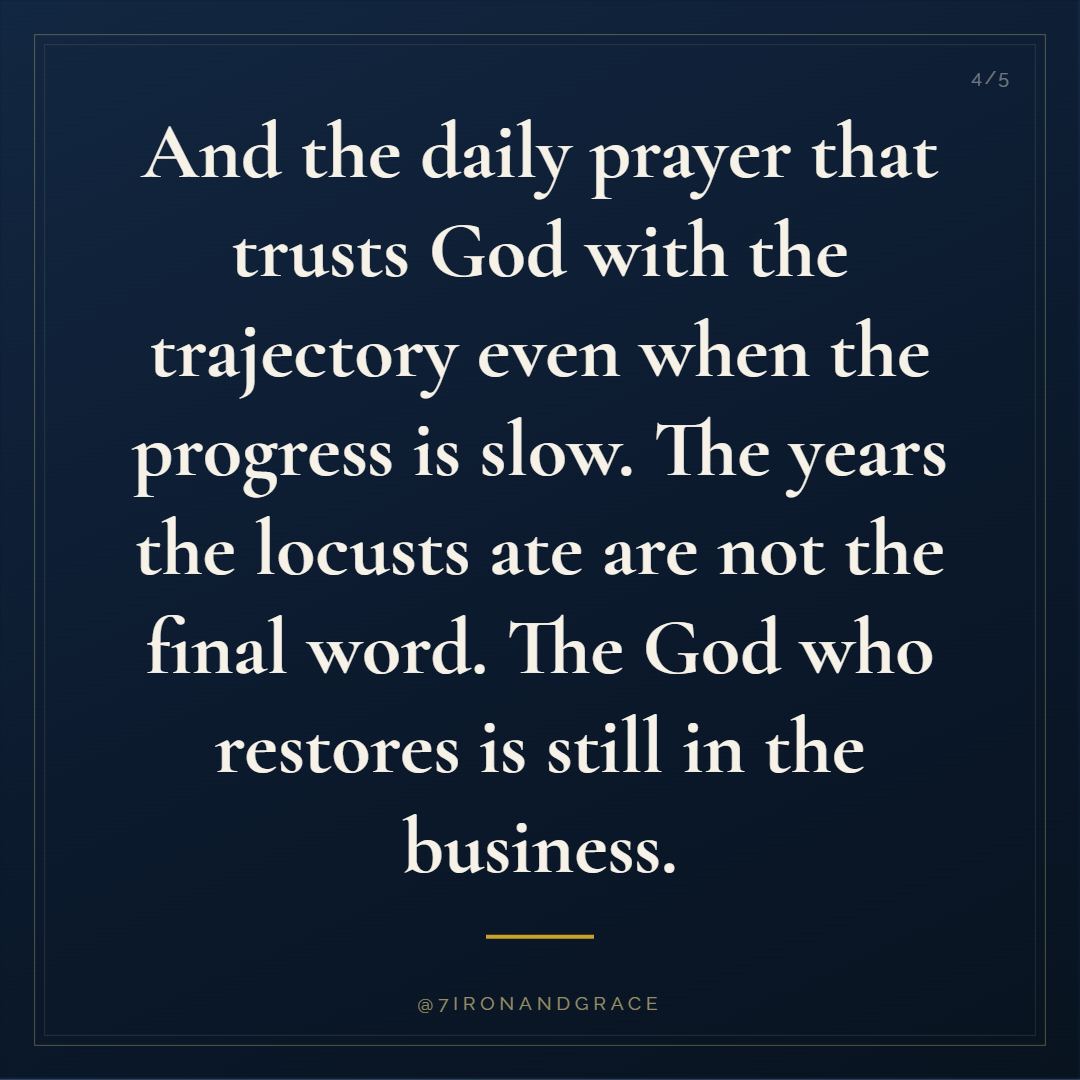 4/5
And the daily prayer that
trusts God with the
trajectory even when the
progress is slow. The years
the locusts ate are not the
final word. The God who
restores is still in the
business.
@7IRONANDGRACE